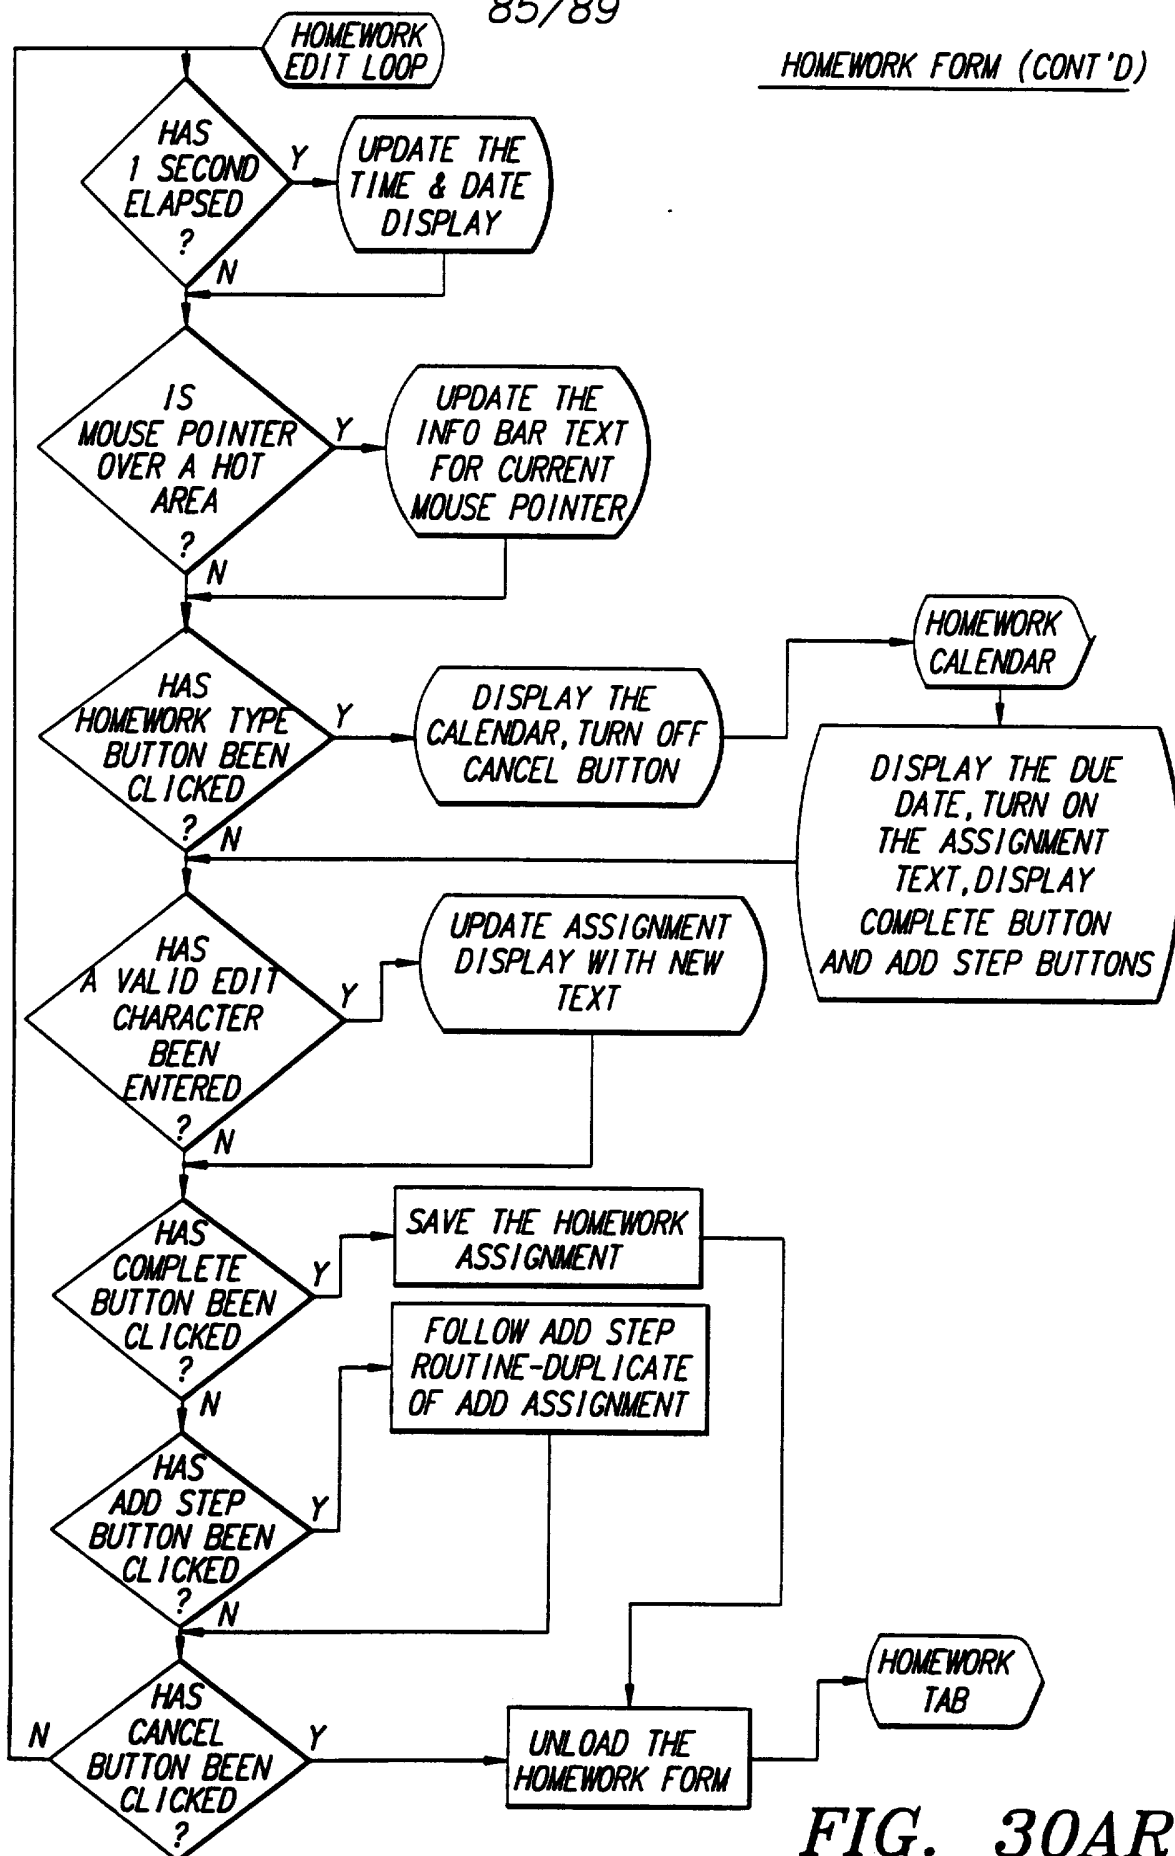 85/89
HOMEWORK FORM (CONT'D)
HOMEWORK
EDIT LOOP
HAS
1 SECOND
ELAPSED
?
Y
N
UPDATE THE
TIME & DATE
DISPLAY
IS
MOUSE POINTER
OVER A HOT
AREA
?
Y
N
UPDATE THE
INFO BAR TEXT
FOR CURRENT
MOUSE POINTER
HAS
HOMEWORK TYPE
BUTTON BEEN
CLICKED
?
Y
N
DISPLAY THE
CALENDAR, TURN OFF
CANCEL BUTTON
HOMEWORK
CALENDAR
DISPLAY THE DUE
DATE, TURN ON
THE ASSIGNMENT
TEXT, DISPLAY
COMPLETE BUTTON
AND ADD STEP BUTTONS
HAS
A VALID EDIT
CHARACTER
BEEN
ENTERED
?
Y
N
UPDATE ASSIGNMENT
DISPLAY WITH NEW
TEXT
HAS
COMPLETE
BUTTON BEEN
CLICKED
?
Y
N
SAVE THE HOMEWORK
ASSIGNMENT
HAS
ADD STEP
BUTTON BEEN
CLICKED
?
Y
N
FOLLOW ADD STEP
ROUTINE-DUPLICATE
OF ADD ASSIGNMENT
HAS
CANCEL
BUTTON BEEN
CLICKED
?
N
Y
UNLOAD THE
HOMEWORK FORM
HOMEWORK
TAB
FIG. 30AR